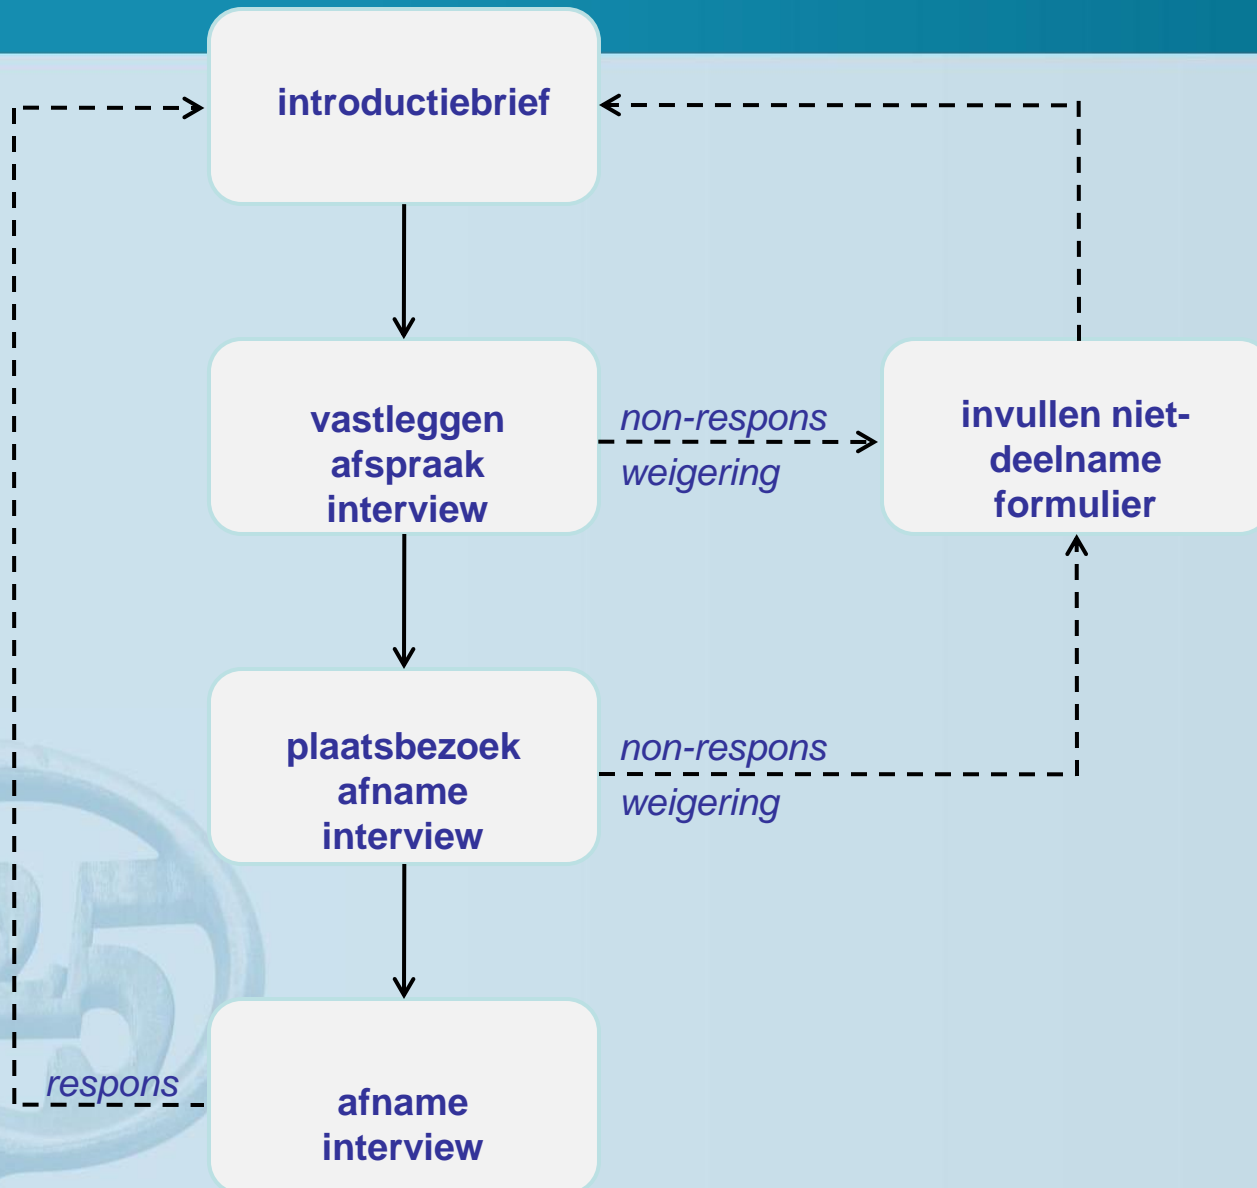 introductiebrief
vastleggen
afspraak
interview
non-respons
weigering
invullen niet-
deelname
formulier
plaatsbezoek
afname
interview
non-respons
weigering
respons
afname
interview
25